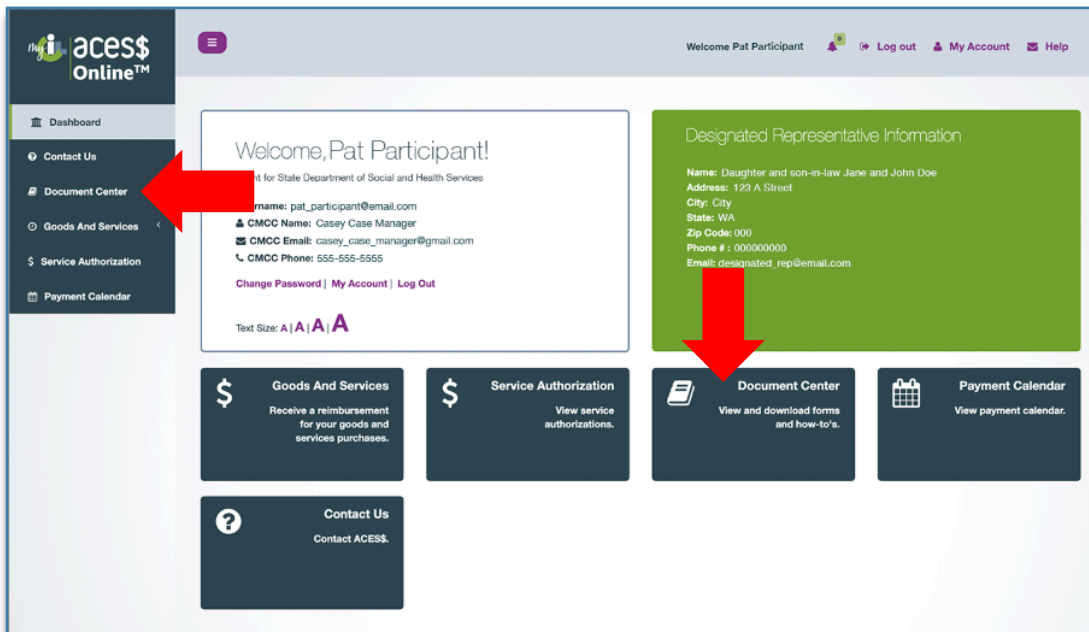 my iL aces$
Online™
Welcome Pat Participant
0
Log out
My Account
Help
Dashboard
Contact Us
Document Center
Goods And Services
Service Authorization
Payment Calendar
Welcome, Pat Participant!
for State Department of Social and Health Services
pat_participant@email.com
CMCC Name: Casey Case Manager
CMCC Email: casey_case_manager@gmail.com
CMCC Phone: 555-555-5555
Change Password | My Account | Log Out
Text Size: A | A | A | A
Designated Representative Information
Name: Daughter and son-in-law Jane and John Doe
Address: 123 A Street
City: City
State: WA
Zip Code: 000
Phone # : 000000000
Email: designated_rep@email.com
Goods And Services
Receive a reimbursement
for your goods and
services purchases.
Service Authorization
View service
authorizations.
Document Center
View and download forms
and how-to's.
Payment Calendar
View payment calendar.
Contact Us
Contact ACES$.